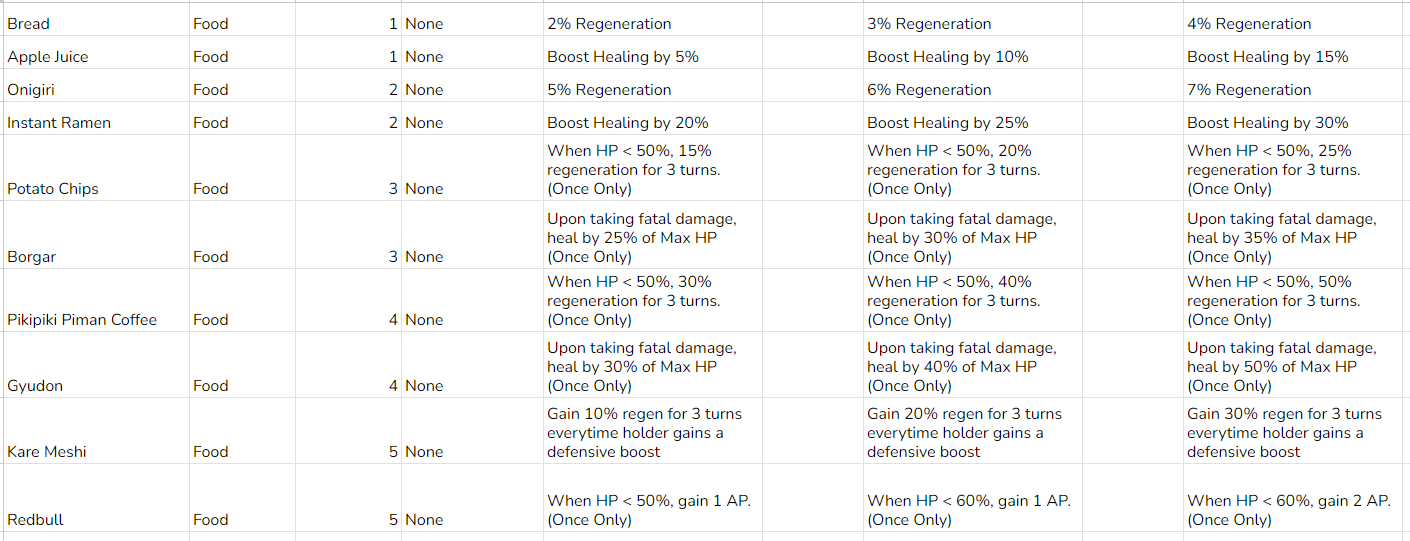 Bread Food 1 None 2% Regeneration 3% Regeneration 4% Regeneration
Apple Juice Food 1 None Boost Healing by 5% Boost Healing by 10% Boost Healing by 15%
Onigiri Food 2 None 5% Regeneration 6% Regeneration 7% Regeneration
Instant Ramen Food 2 None Boost Healing by 20% Boost Healing by 25% Boost Healing by 30%
When HP < 50%, 15% When HP < 50%, 20% When HP < 50%, 25%
regeneration for 3 turns. regeneration for 3 turns. regeneration for 3 turns.
Potato Chips Food 3 None (Once Only) (Once Only) (Once Only)
Upon taking fatal damage, Upon taking fatal damage, Upon taking fatal damage,
heal by 25% of Max HP heal by 30% of Max HP heal by 35% of Max HP
Borgar Food 3 None (Once Only) (Once Only) (Once Only)
When HP < 50%, 30% When HP < 50%, 40% When HP < 50%, 50%
regeneration for 3 turns. regeneration for 3 turns. regeneration for 3 turns.
Pikipiki Piman Coffee Food 4 None (Once Only) (Once Only) (Once Only)
Upon taking fatal damage, Upon taking fatal damage, Upon taking fatal damage,
heal by 30% of Max HP heal by 40% of Max HP heal by 50% of Max HP
Gyudon Food 4 None (Once Only) (Once Only) (Once Only)
Gain 10% regen for 3 turns Gain 20% regen for 3 turns Gain 30% regen for 3 turns
everytime holder gains a everytime holder gains a everytime holder gains a
Kare Meshi Food 5 None defensive boost defensive boost defensive boost
When HP < 50%, gain 1 AP. When HP < 60%, gain 1 AP. When HP < 60%, gain 2 AP.
Redbull Food 5 None (Once Only) (Once Only) (Once Only)